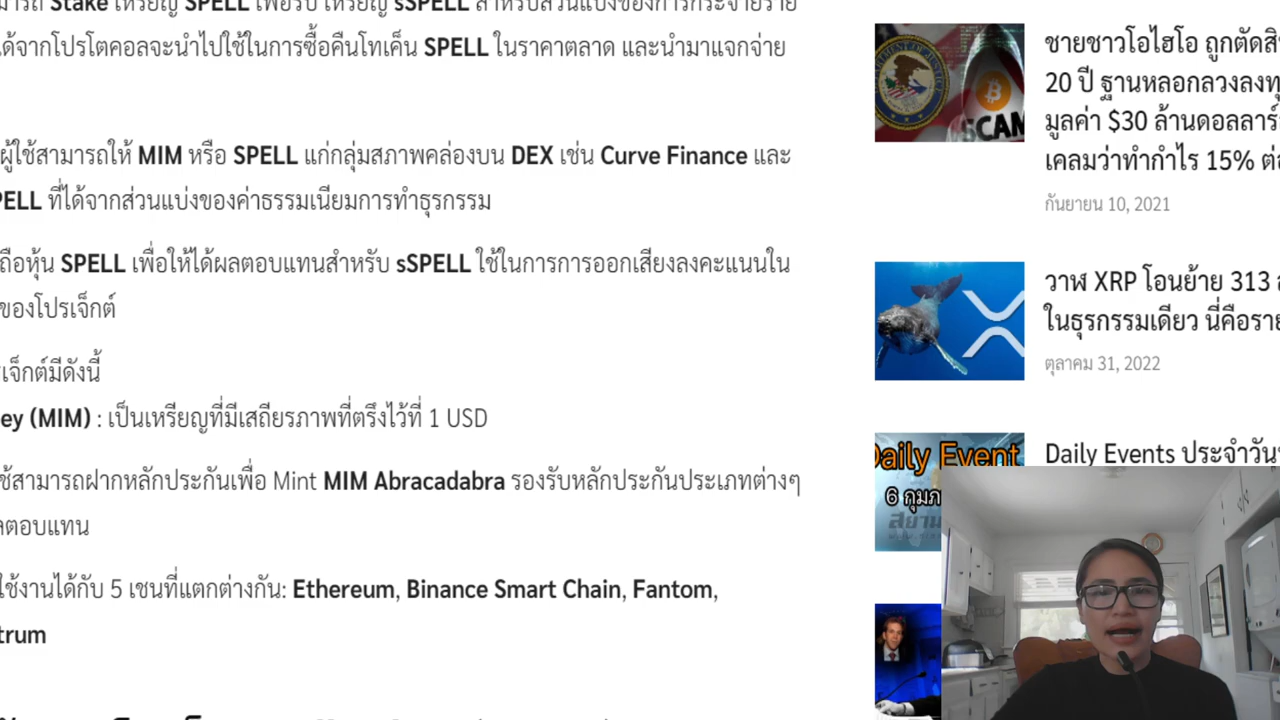 Stake เหรียญ SPELL เพื่อรับ เหรียญ sSPELL สำหรับส่วนแบ่งของการกระจายราย
ได้จากโปรโตคอลจะนำไปใช้ในการซื้อคืนโทเค็น SPELL ในราคาตลาด และนำมาแจกจ่าย
ผู้ใช้สามารถให้ MIM หรือ SPELL แก่กลุ่มสภาพคล่องบน DEX เช่น Curve Finance และ
PELL ที่ได้จากส่วนแบ่งของค่าธรรมเนียมการทำธุรกรรม
ถือหุ้น SPELL เพื่อให้ได้ผลตอบแทนสำหรับ sSPELL ใช้ในการการออกเสียงลงคะแนนใน
ของโปรเจ็กต์
เจ็กต์มีดังนี้
ey (MIM) : เป็นเหรียญที่มีเสถียรภาพที่ตรึงไว้ที่ 1 USD
ใช้สามารถฝากหลักประกันเพื่อ Mint MIM Abracadabra รองรับหลักประกันประเภทต่างๆ
ลตอบแทน
ใช้งานได้กับ 5 เชนที่แตกต่างกัน: Ethereum, Binance Smart Chain, Fantom,
trum
SCAM
ชายชาวโอไฮโอ ถูกตัดสิ
20 ปี ฐานหลอกลวงลงทุ
มูลค่า $30 ล้านดอลลาร์
เคลมว่าทำกำไร 15% ต่
กันยายน 10, 2021
วาฬ XRP โอนย้าย 313
ในธุรกรรมเดียว นี่คือราย
ตุลาคม 31, 2022
Daily Event
6 กุมภ
สยาม
Daily Events ประจำวัน